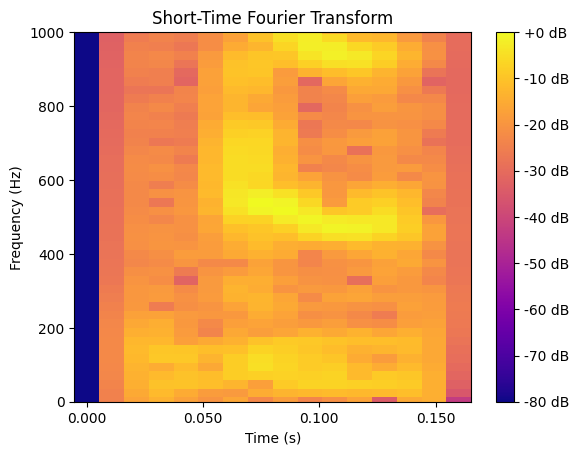 Short-Time Fourier Transform
1000
800
600
400
200
0
Frequency (Hz)
0.000
0.050
0.100
0.150
Time (s)
+0 dB
-10 dB
-20 dB
-30 dB
-40 dB
-50 dB
-60 dB
-70 dB
-80 dB